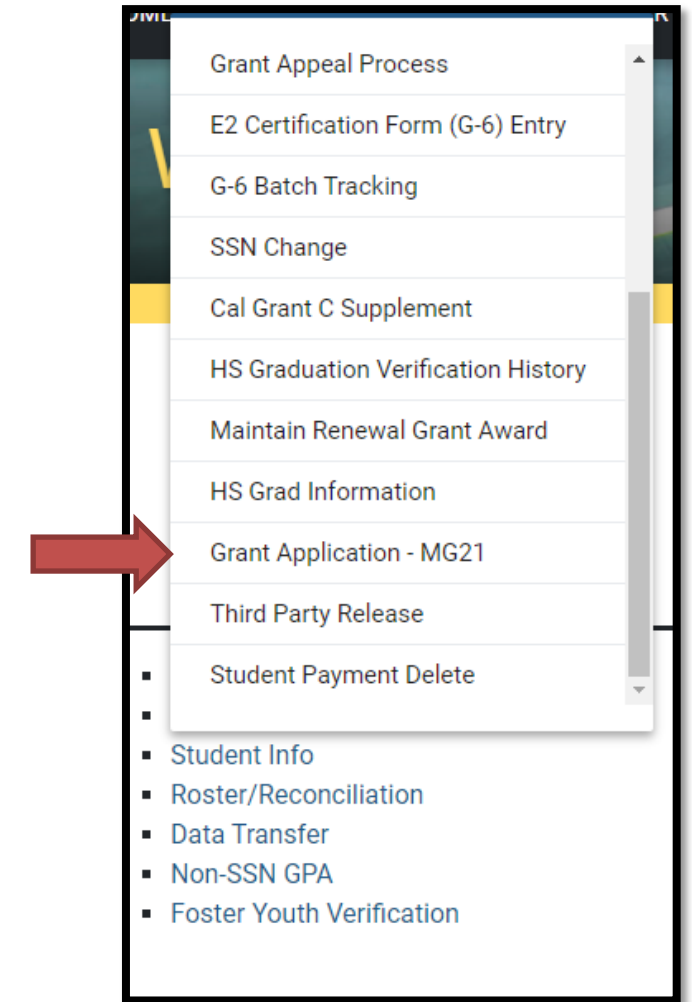 Grant Appeal Process
E2 Certification Form (G-6) Entry
G-6 Batch Tracking
SSN Change
Cal Grant C Supplement
HS Graduation Verification History
Maintain Renewal Grant Award
HS Grad Information
Grant Application - MG21
Third Party Release
Student Payment Delete
Student Info
Roster/Reconciliation
Data Transfer
Non-SSN GPA
Foster Youth Verification